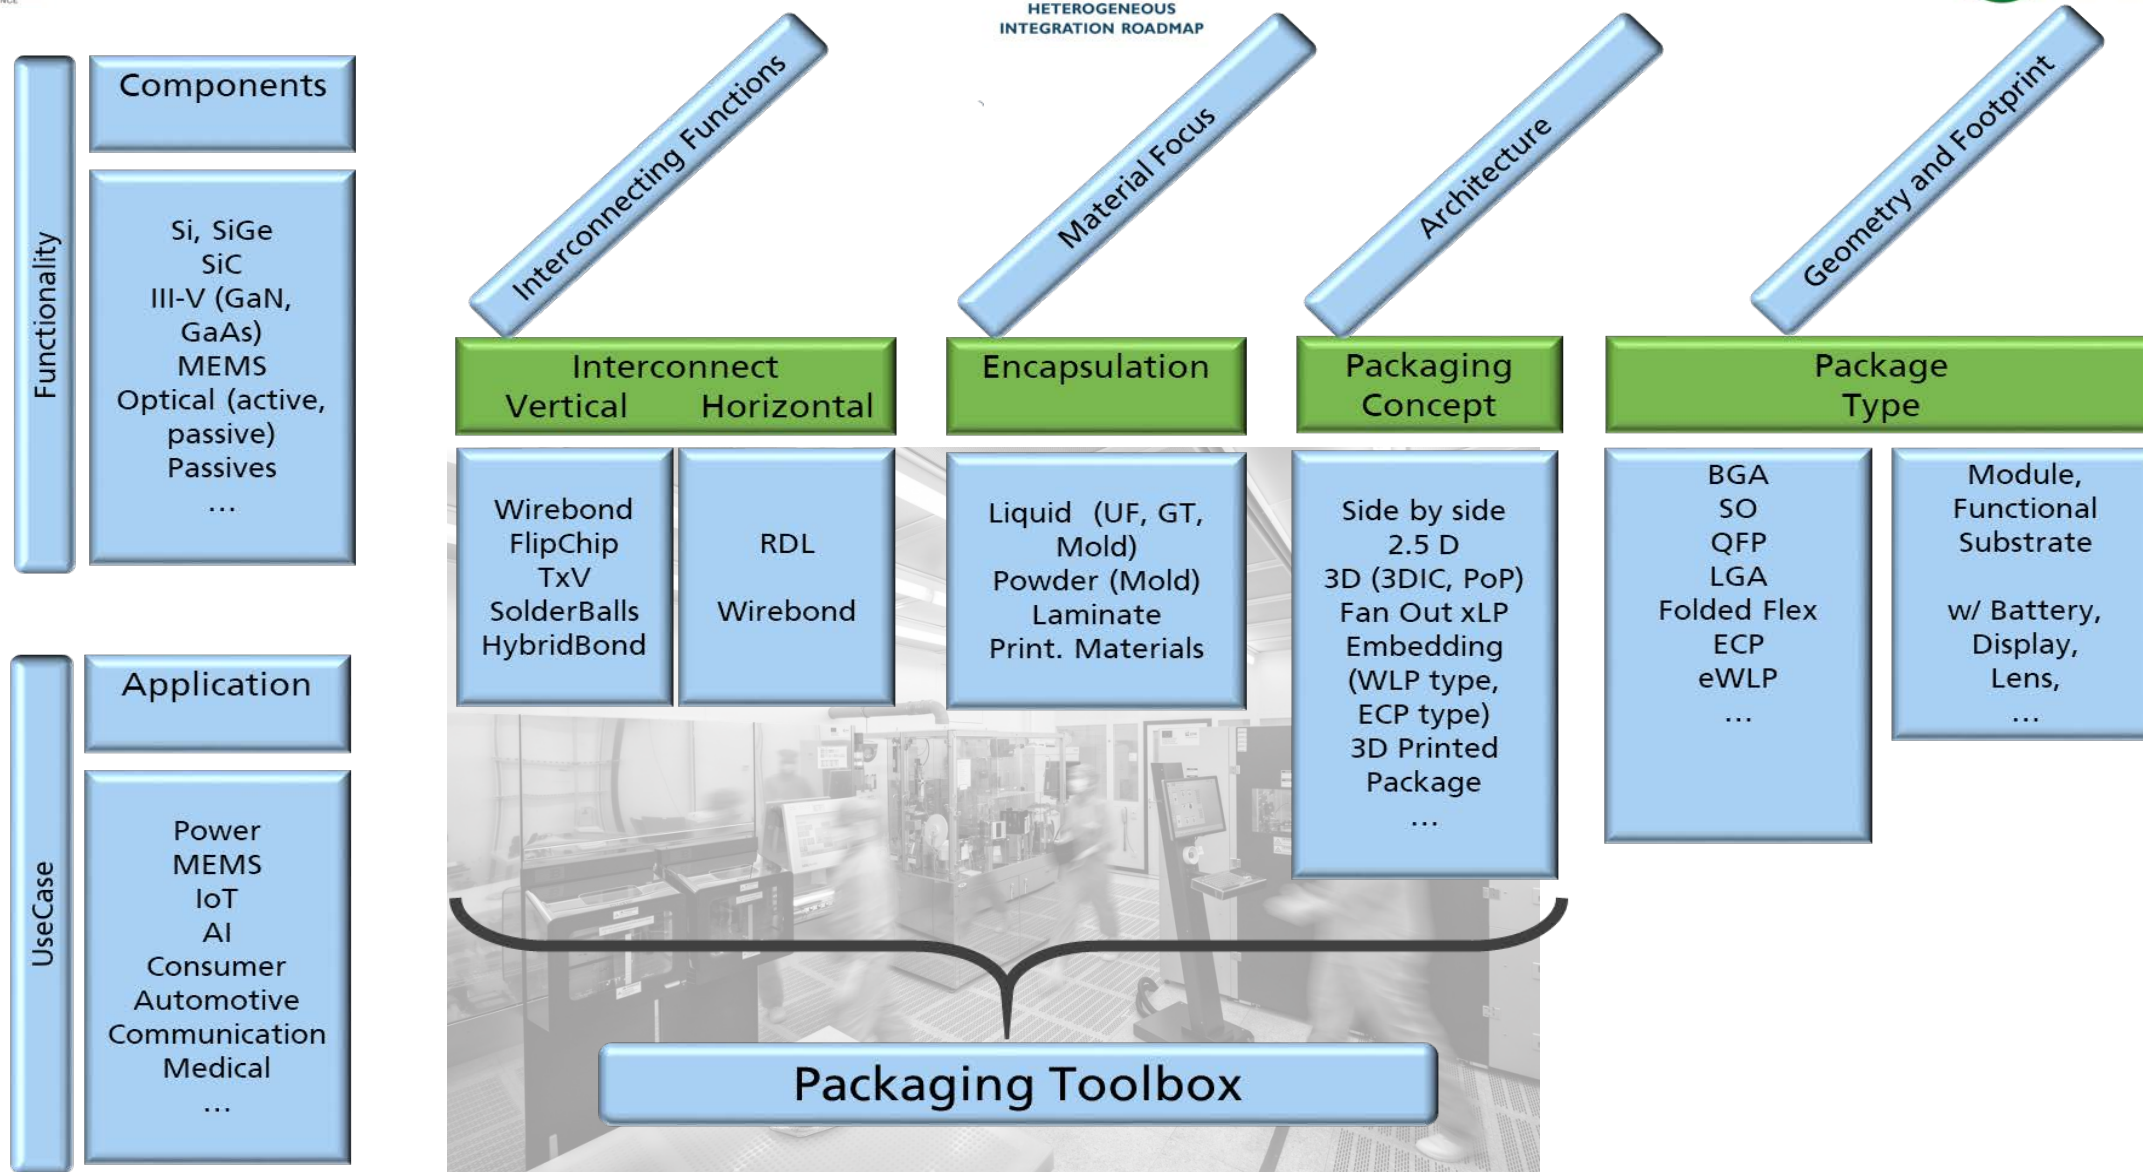 HETEROGENEOUS
INTEGRATION ROADMAP
Functionality
Components
Si, SiGe
SiC
III-V (GaN,
GaAs)
MEMS
Optical (active,
passive)
Passives
...
UseCase
Application
Power
MEMS
IoT
AI
Consumer
Automotive
Communication
Medical
...
Interconnecting Functions
Material Focus
Architecture
Geometry and Footprint
Interconnect
Vertical Horizontal
Wirebond
FlipChip
TxV
SolderBalls
HybridBond
RDL
Wirebond
Encapsulation
Liquid (UF, GT,
Mold)
Powder (Mold)
Laminate
Print. Materials
Packaging
Concept
Side by side
2.5 D
3D (3DIC, PoP)
Fan Out xLP
Embedding
(WLP type,
ECP type)
3D Printed
Package
...
Package
Type
BGA
SO
QFP
LGA
Folded Flex
ECP
eWLP
...
Module,
Functional
Substrate
w/ Battery,
Display,
Lens,
...
Packaging Toolbox